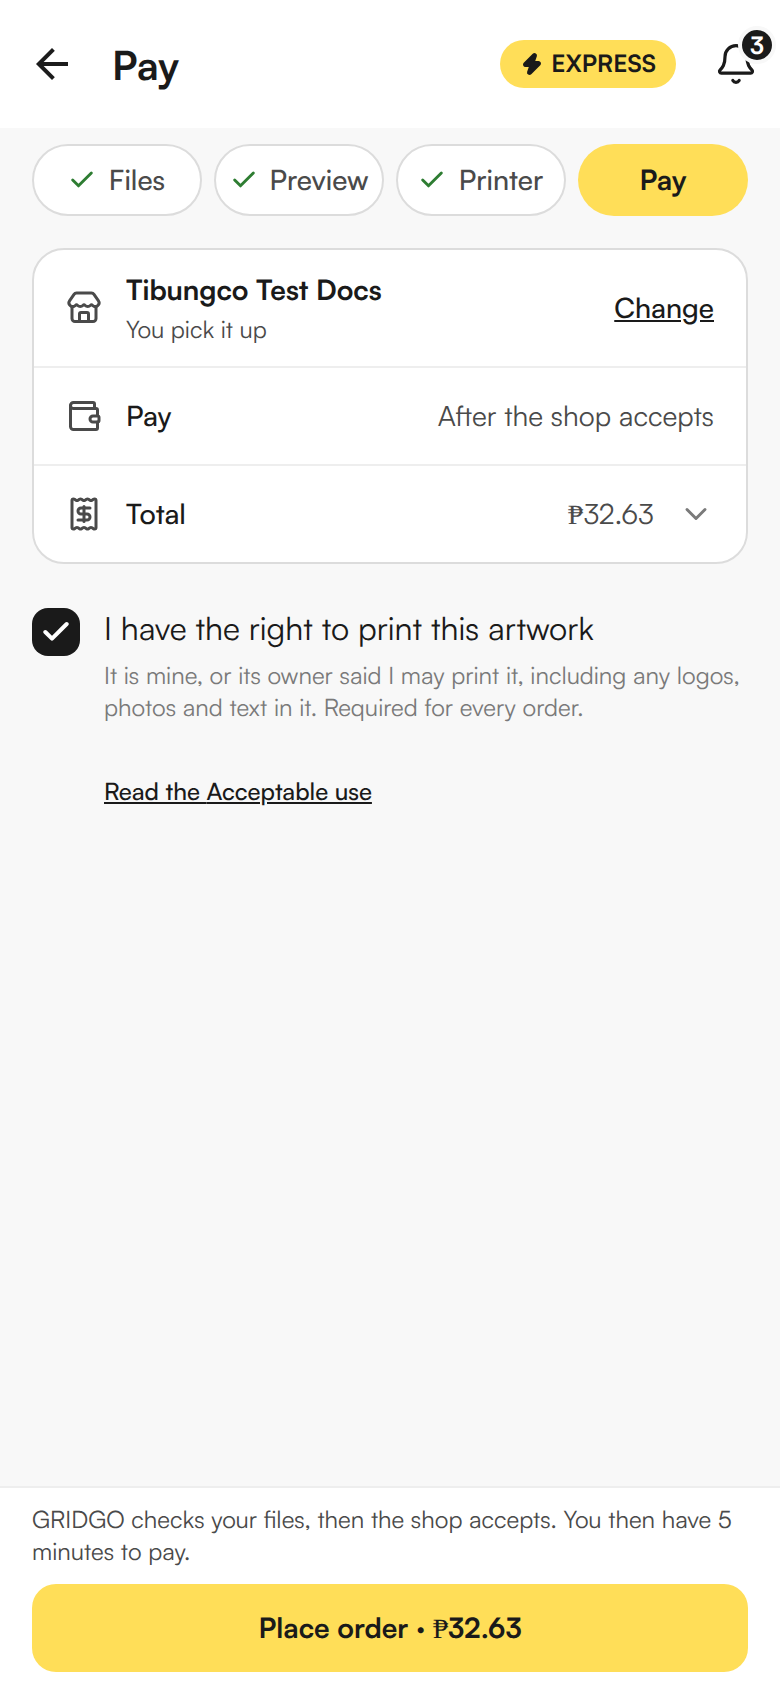 Pay
EXPRESS
3
Files
Preview
Printer
Pay
Tibungco Test Docs
You pick it up
Change
Pay
After the shop accepts
Total
₱32.63
I have the right to print this artwork
It is mine, or its owner said I may print it, including any logos,
photos and text in it. Required for every order.
Read the Acceptable use
GRIDGO checks your files, then the shop accepts. You then have 5
minutes to pay.
Place order · ₱32.63